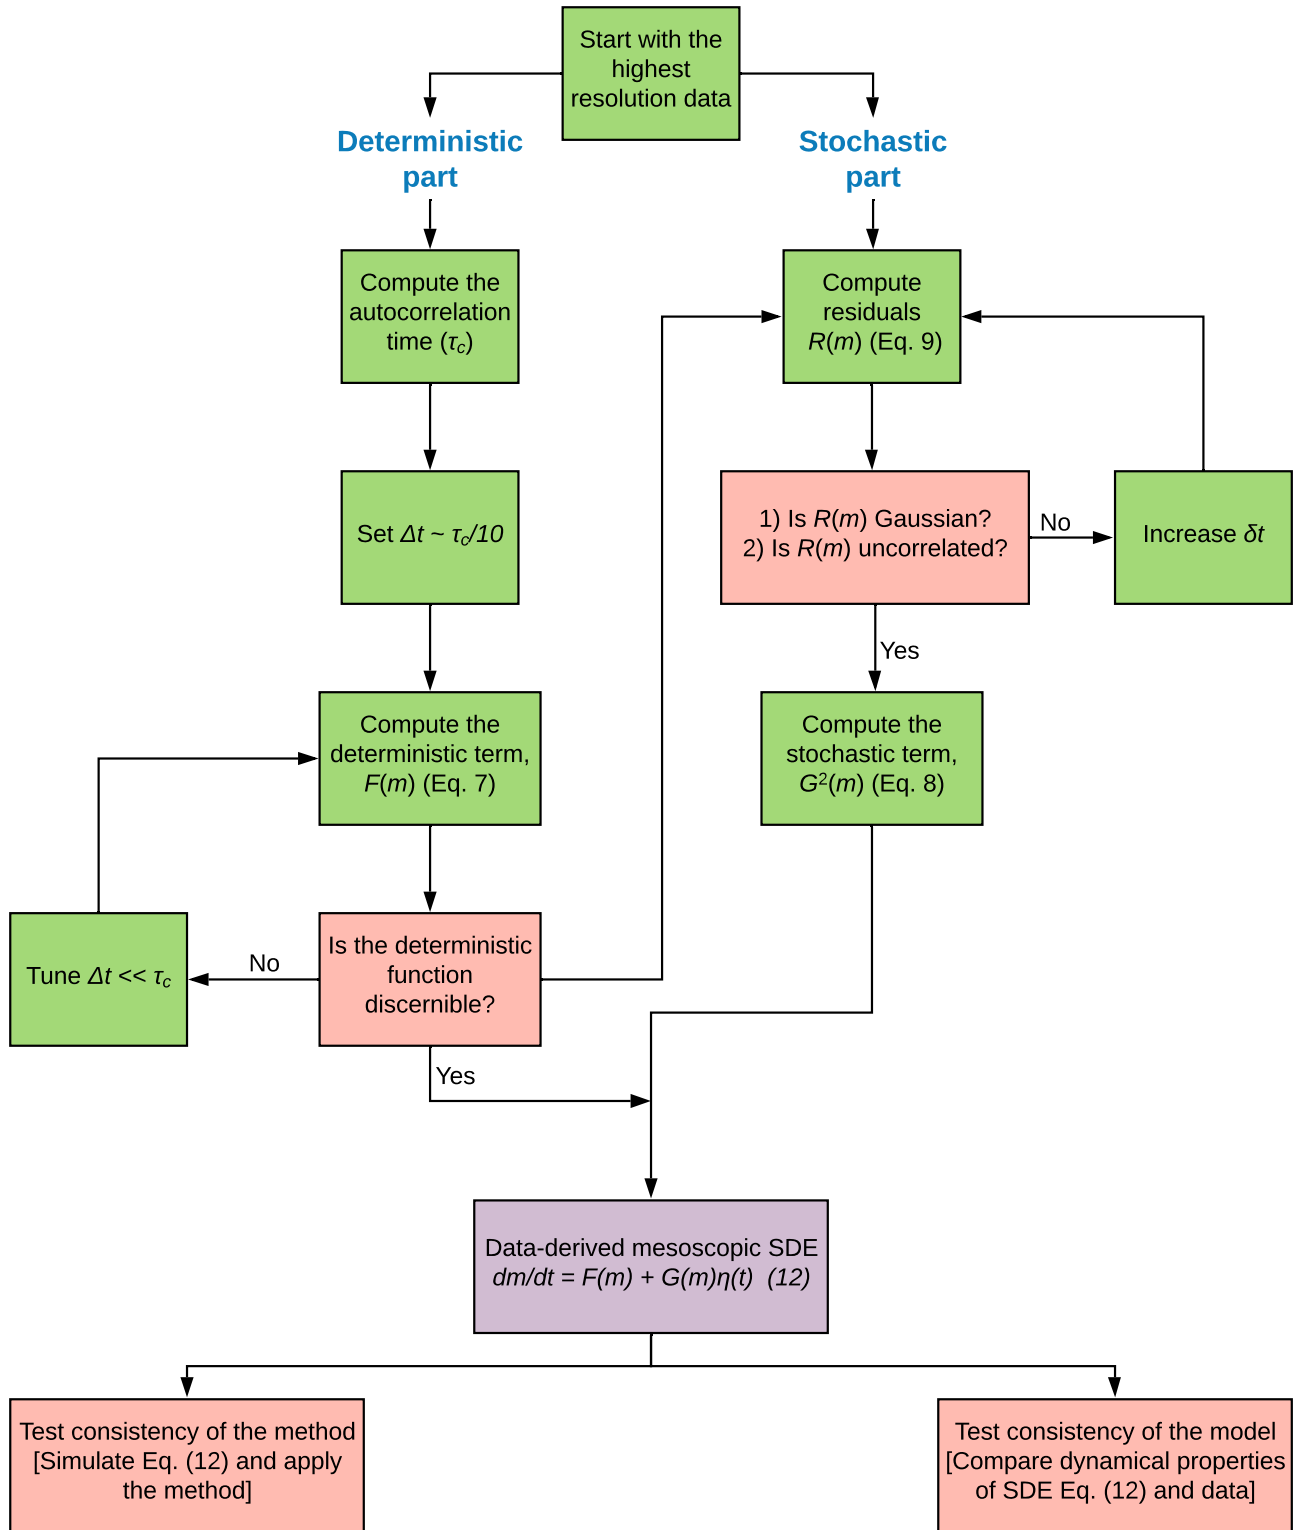 Start with the
highest
resolution data
Deterministic
part
Stochastic
part
Compute the
autocorrelation
time (τc)
Compute
residuals
R(m) (Eq. 9)
Set Δt ~ τc/10
1) Is R(m) Gaussian?
2) Is R(m) uncorrelated?
No
Increase δt
Yes
Compute the
deterministic term,
F(m) (Eq. 7)
Compute the
stochastic term,
G²(m) (Eq. 8)
Tune Δt << τc
No
Is the deterministic
function
discernible?
Yes
Data-derived mesoscopic SDE
dm/dt = F(m) + G(m)η(t) (12)
Test consistency of the method
[Simulate Eq. (12) and apply
the method]
Test consistency of the model
[Compare dynamical properties
of SDE Eq. (12) and data]